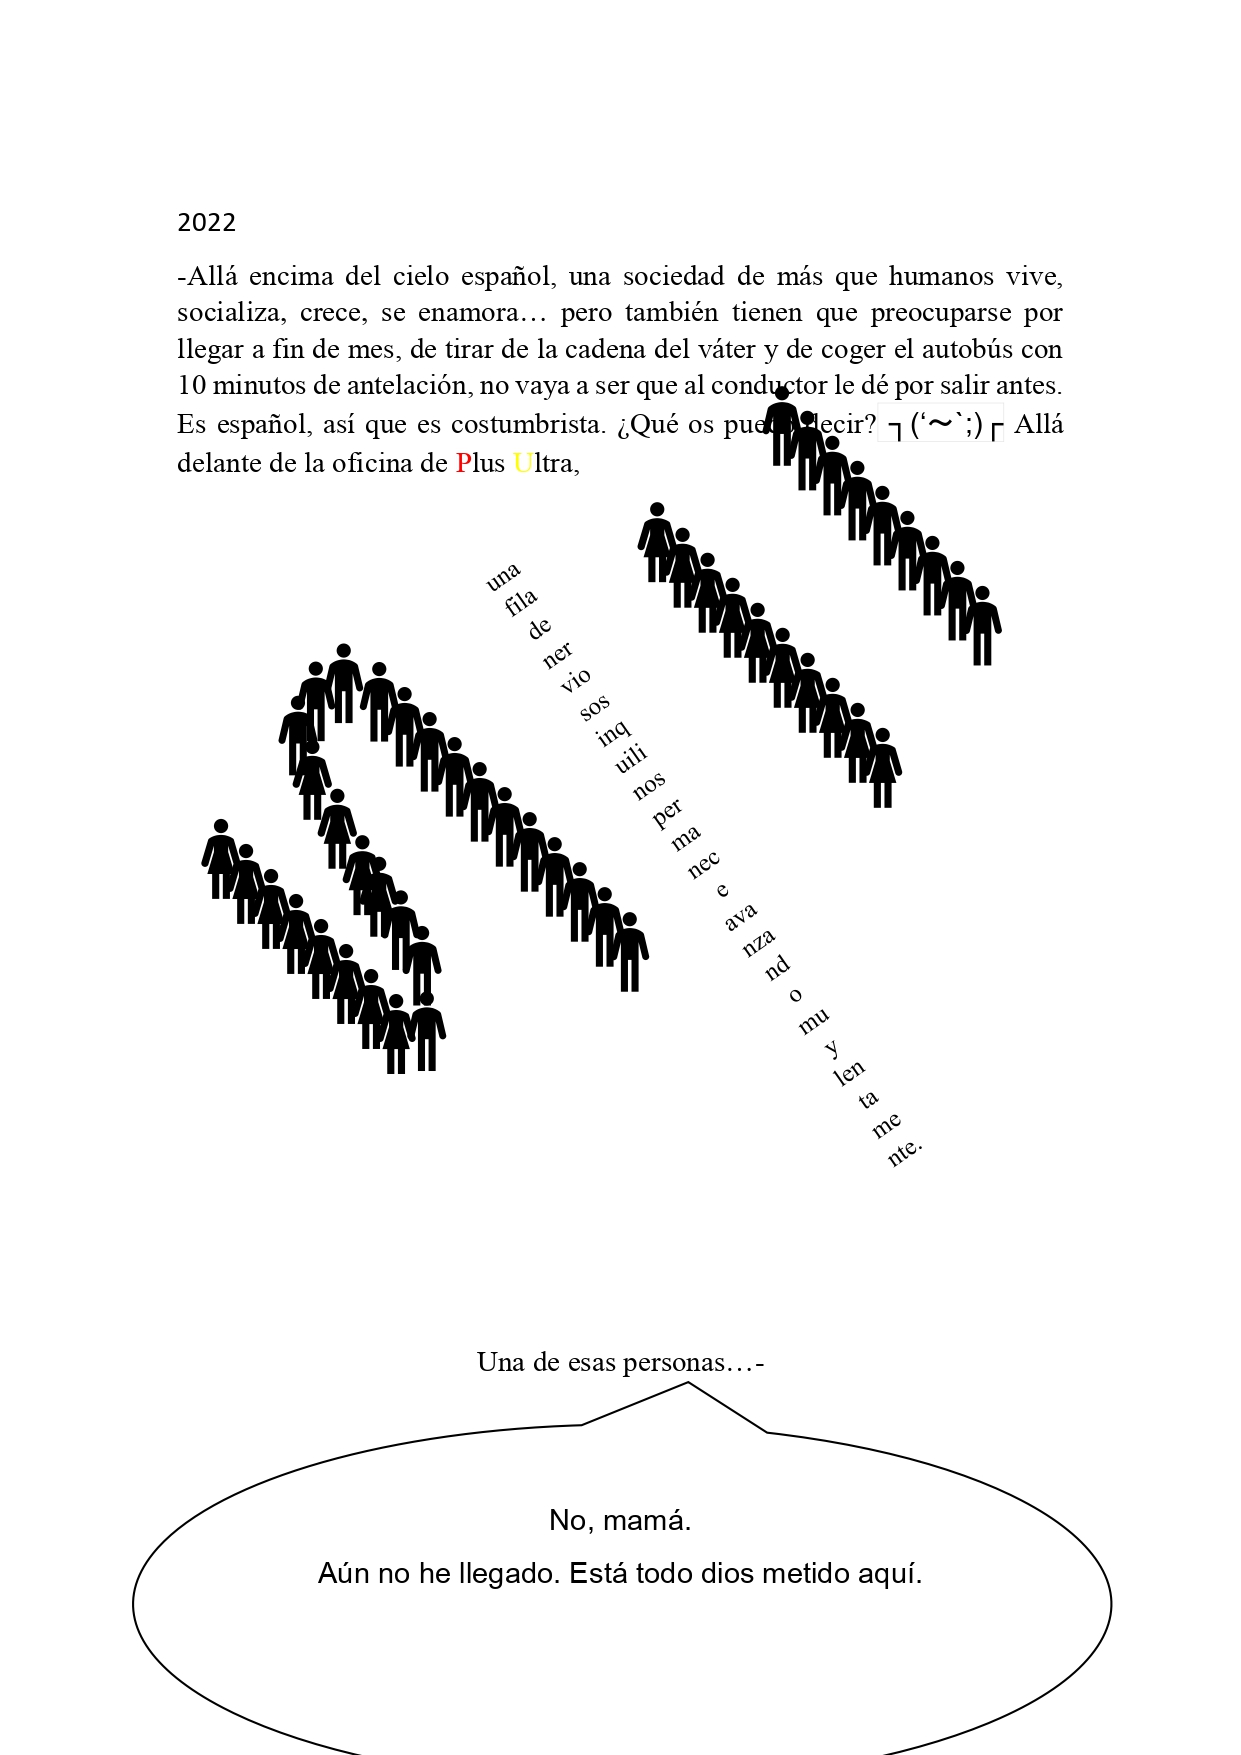 2022
-Allá encima del cielo español, una sociedad de más que humanos vive,
socializa, crece, se enamora… pero también tienen que preocuparse por
llegar a fin de mes, de tirar de la cadena del váter y de coger el autobús con
10 minutos de antelación, no vaya a ser que al conductor le dé por salir antes.
Es español, así que es costumbrista. ¿Qué os puedo decir? ┐(‘～`;)┌ Allá
delante de la oficina de Plus Ultra,
una
fila
de
ner
vio
sos
inq
uili
nos
per
ma
nec
e
ava
nza
nd
o
mu
y
len
ta
me
nte.
Una de esas personas…-
No, mamá.
Aún no he llegado. Está todo dios metido aquí.